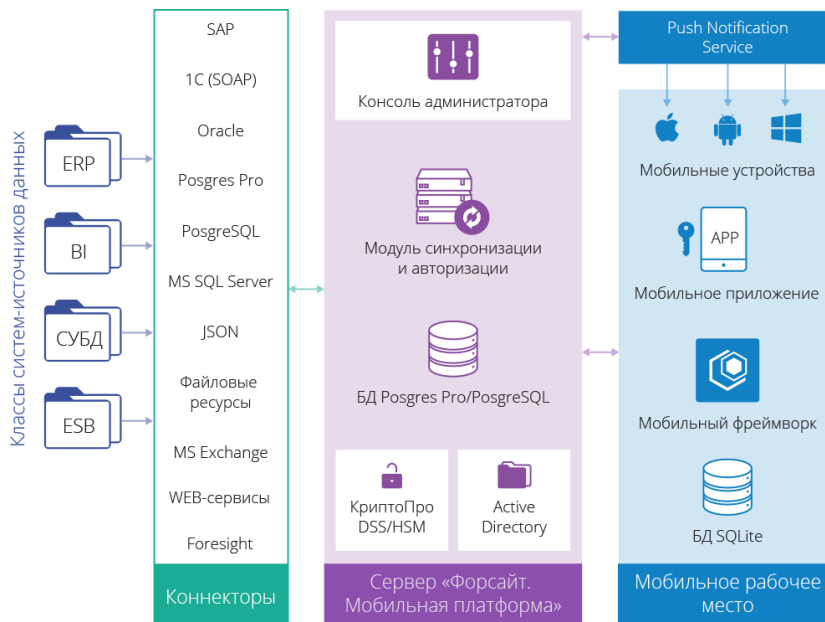 Классы систем-источников данных
ERP
BI
СУБД
ESB
SAP
1C (SOAP)
Oracle
Posgres Pro
PosgreSQL
MS SQL Server
JSON
Файловые
ресурсы
MS Exchange
WEB-сервисы
Foresight
Коннекторы
Консоль администратора
Модуль синхронизации
и авторизации
БД Posgres Pro/PosgreSQL
КриптоПро
DSS/HSM
Active
Directory
Сервер «Форсайт.
Мобильная платформа»
Push Notification
Service
Мобильные устройства
APP
Мобильное приложение
Мобильный фреймворк
БД SQLite
Мобильное рабочее
место